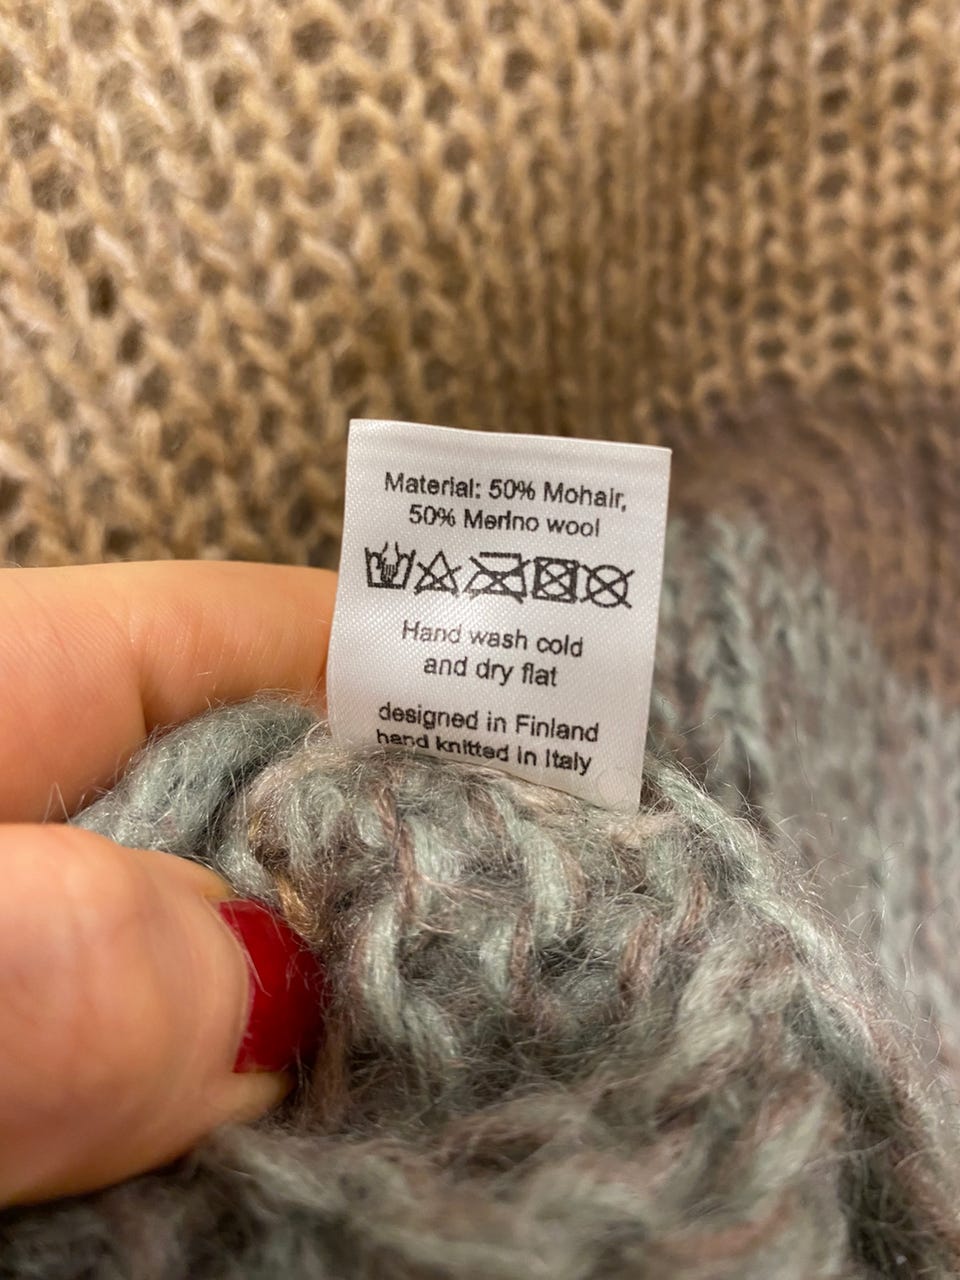 Material: 50% Mohair,
50% Merino wool
Hand wash cold
and dry flat
designed in Finland
hand knitted in Italy